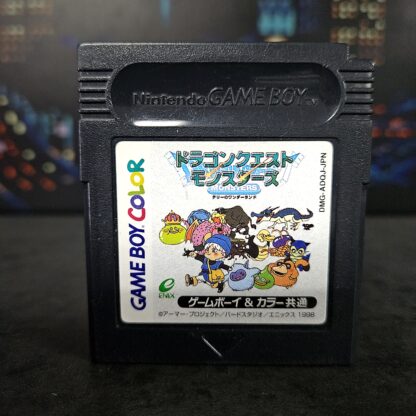 Nintendo GAME BOY TM
ドラゴンクエスト
モンスターズ
MONSTERS
テリーのワンダーランド
GAME BOY COLOR
DMG-ADQJ-JPN
ENIX
ゲームボーイ & カラー共通
©アーマー・プロジェクト/バードスタジオ/エニックス 1998